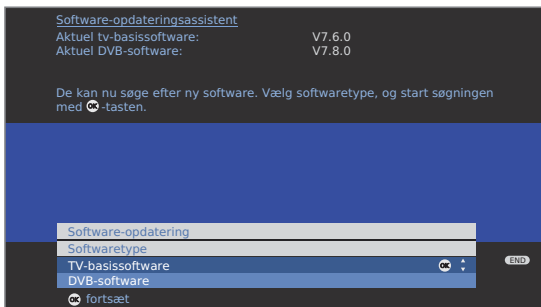 Software-opdateringsassistent
Aktuel tv-basissoftware: V7.6.0
Aktuel DVB-software: V7.8.0
De kan nu søge efter ny software. Vælg softwaretype, og start søgningen
med OK -tasten.
Software-opdatering
Softwaretype
TV-basissoftware OK
END
DVB-software
OK fortsæt